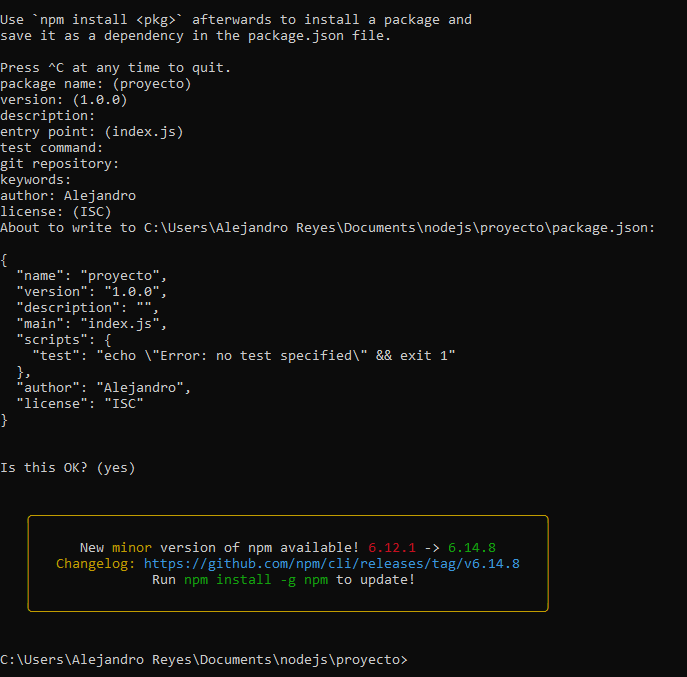 Use `npm install <pkg>` afterwards to install a package and
save it as a dependency in the package.json file.
Press ^C at any time to quit.
package name: (proyecto)
version: (1.0.0)
description:
entry point: (index.js)
test command:
git repository:
keywords:
author: Alejandro
license: (ISC)
About to write to C:\Users\Alejandro Reyes\Documents\nodejs\proyecto\package.json:
{
  "name": "proyecto",
  "version": "1.0.0",
  "description": "",
  "main": "index.js",
  "scripts": {
    "test": "echo \"Error: no test specified\" && exit 1"
  },
  "author": "Alejandro",
  "license": "ISC"
}
Is this OK? (yes)
New minor version of npm available! 6.12.1 -> 6.14.8
Changelog: https://github.com/npm/cli/releases/tag/v6.14.8
Run npm install -g npm to update!
C:\Users\Alejandro Reyes\Documents\nodejs\proyecto>